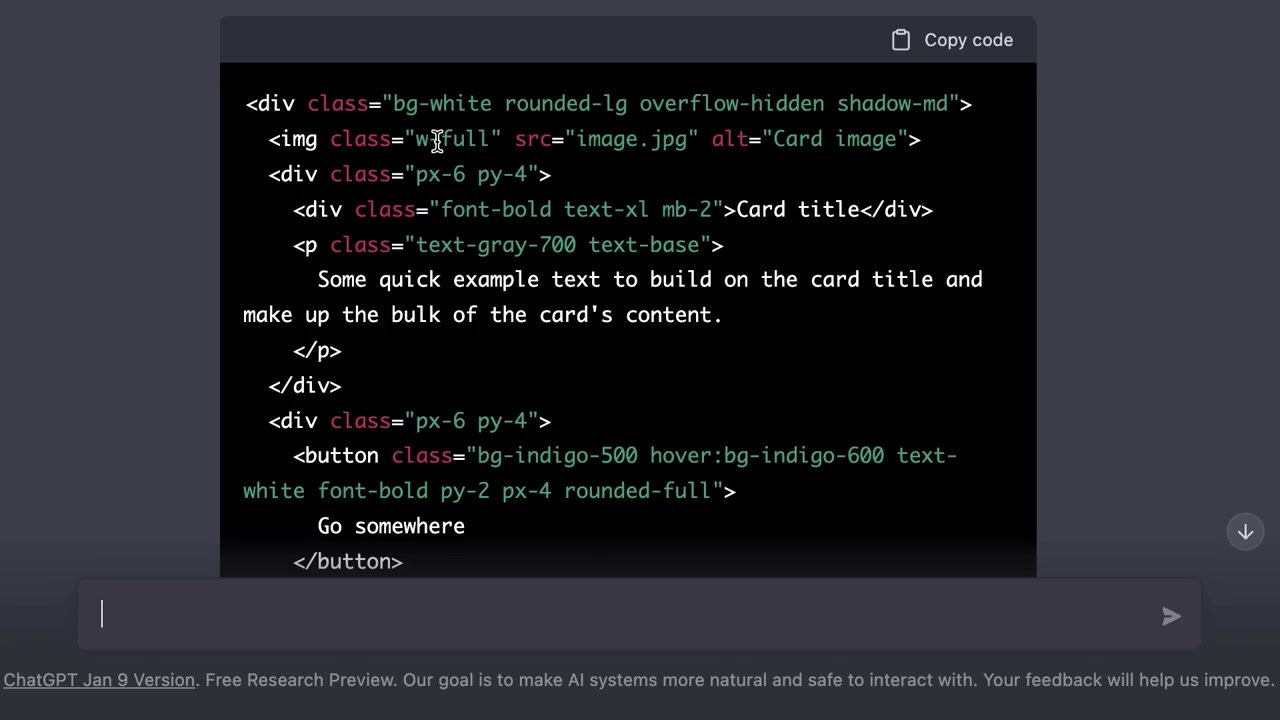 Copy code
<div class="bg-white rounded-lg overflow-hidden shadow-md">
<img class="w-full" src="image.jpg" alt="Card image">
<div class="px-6 py-4">
<div class="font-bold text-xl mb-2">Card title</div>
<p class="text-gray-700 text-base">
Some quick example text to build on the card title and
make up the bulk of the card's content.
</p>
</div>
<div class="px-6 py-4">
<button class="bg-indigo-500 hover:bg-indigo-600 text-
white font-bold py-2 px-4 rounded-full">
Go somewhere
</button>
ChatGPT Jan 9 Version. Free Research Preview. Our goal is to make AI systems more natural and safe to interact with. Your feedback will help us improve.